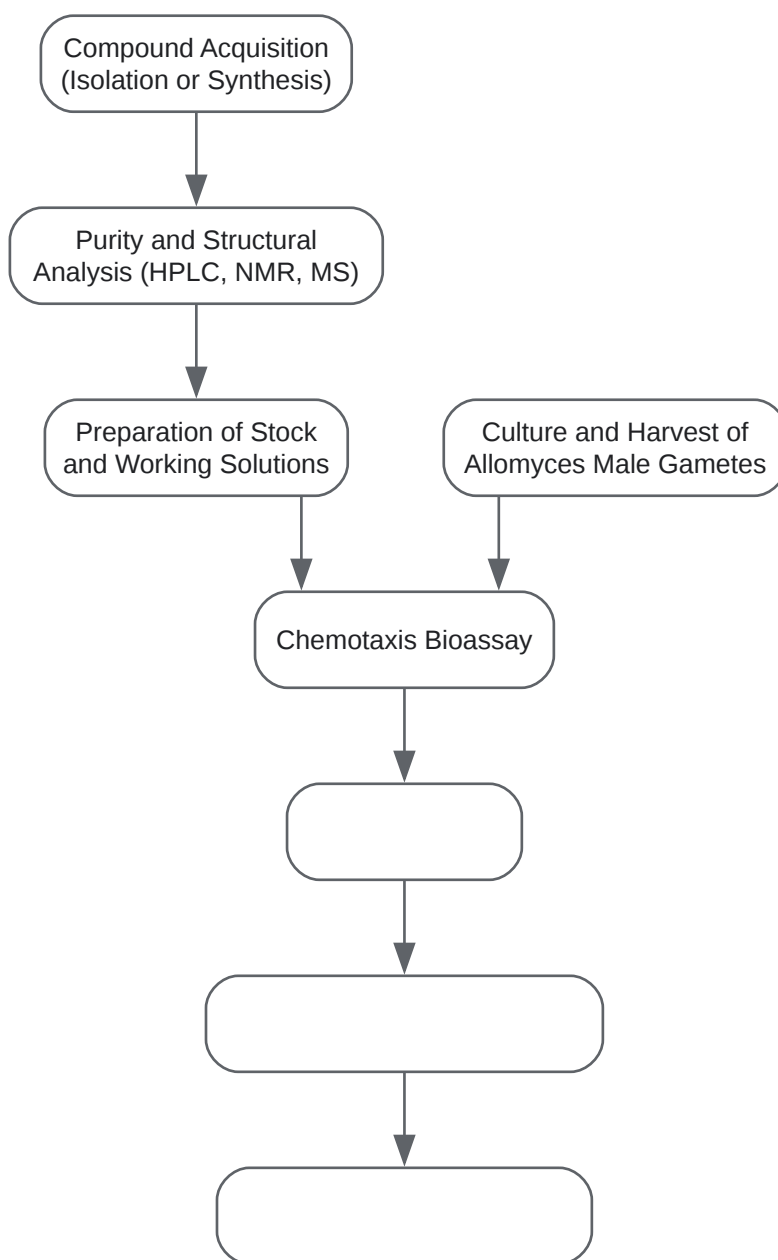 Compound Acquisition
(Isolation or Synthesis)
Purity and Structural
Analysis (HPLC, NMR, MS)
Preparation of Stock
and Working Solutions
Culture and Harvest of
Allomyces Male Gametes
Chemotaxis Bioassay